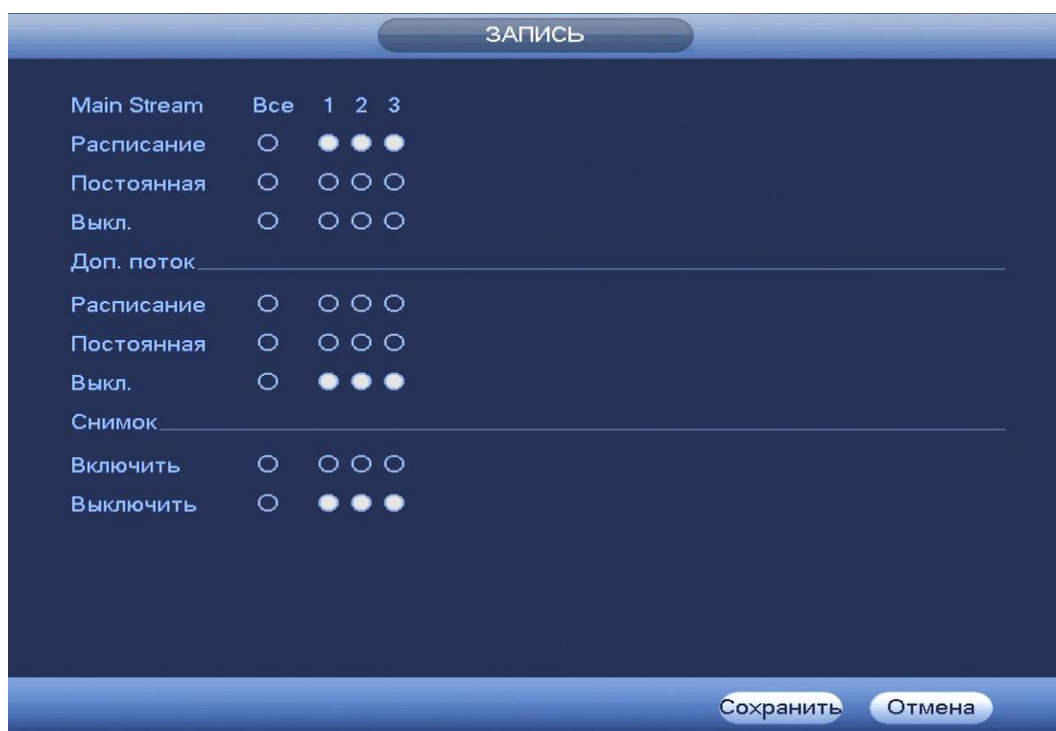 ЗАПИСЬ
Main Stream Все 1 2 3
Расписание
Постоянная
Выкл.
Доп. поток
Расписание
Постоянная
Выкл.
Снимок
Включить
Выключить
Сохранить Отмена